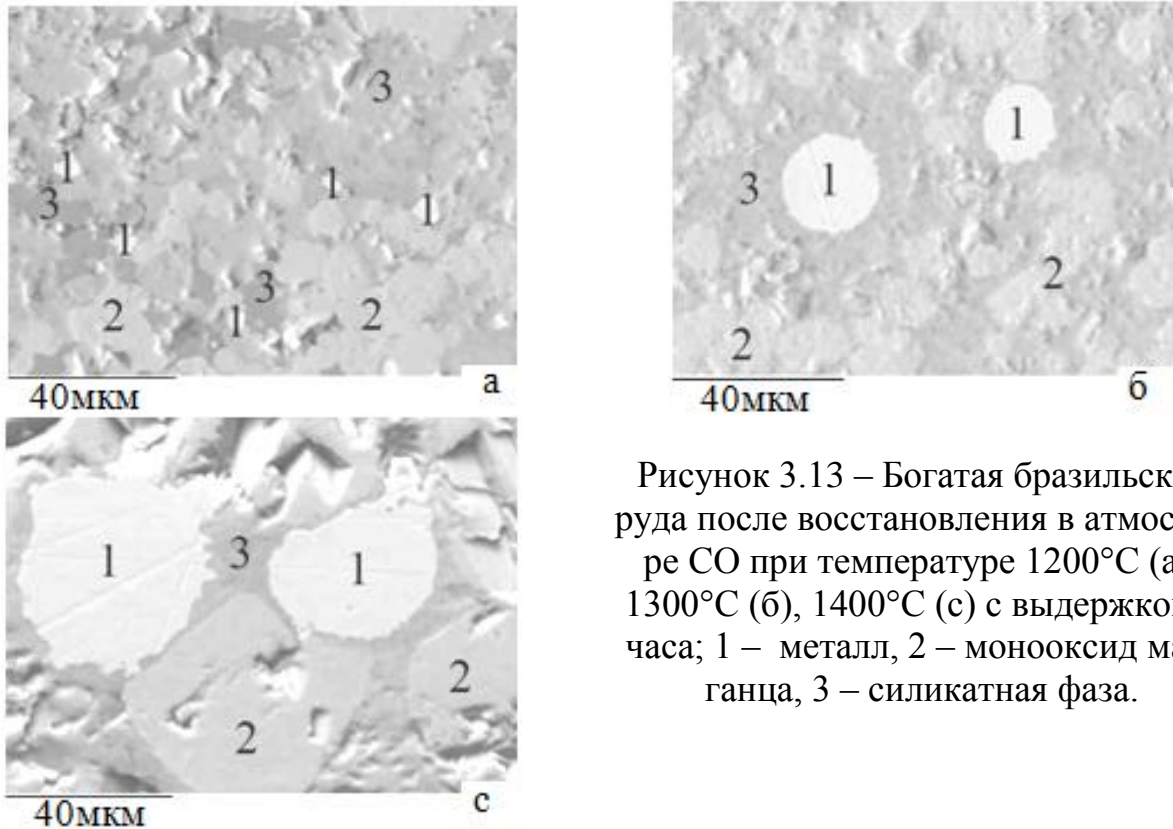 3
1
1
3
1
1
3
2
2
1
40мкм
а
1
1
3
2
2
40мкм
б
1
3
1
2
2
40мкм
с
Рисунок 3.13 – Богатая бразильск
руда после восстановления в атмос
ре СО при температуре 1200°С (а
1300°С (б), 1400°С (с) с выдержко
часа; 1 – металл, 2 – монооксид ма
ганца, 3 – силикатная фаза.